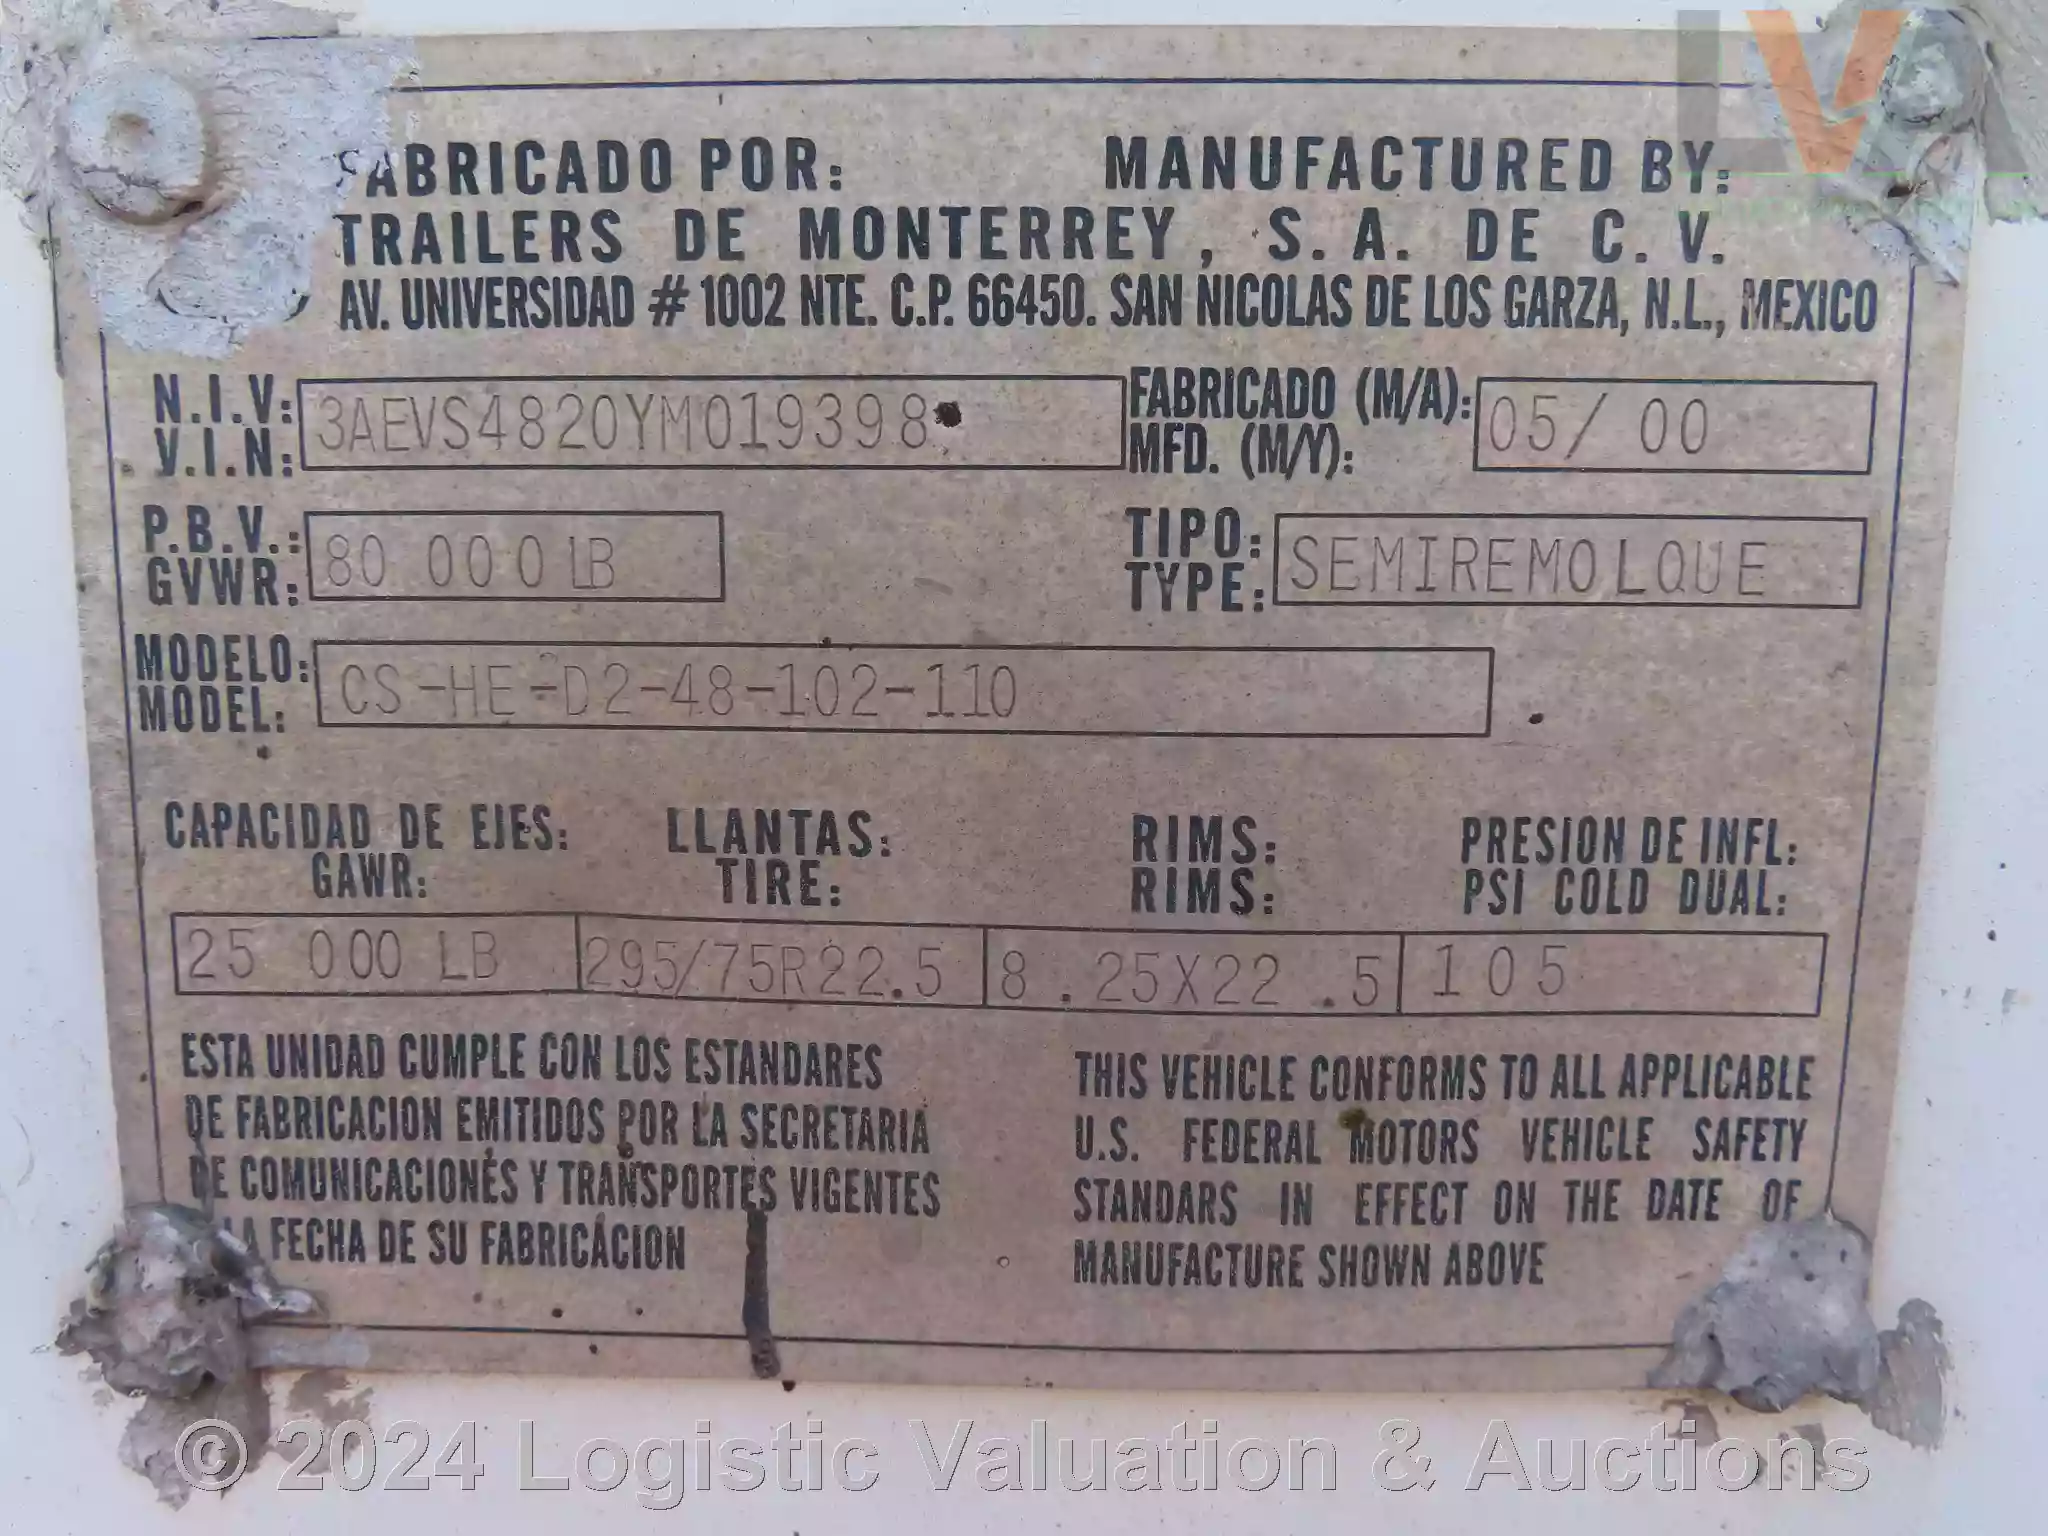 LVA
FABRICADO POR: MANUFACTURED BY:
TRAILERS DE MONTERREY, S. A. DE C. V.
AV. UNIVERSIDAD # 1002 NTE. C.P. 66450. SAN NICOLAS DE LOS GARZA, N.L., MEXICO
N.I.V: 3AEVS4820YM019398 FABRICADO (M/A): 05/ 00
V.I.N: MFD. (M/Y):
P.B.V.: 80 000 LB TIPO: SEMIREMOLQUE
GVWR: TYPE:
MODELO: CS-HE-D2-48-102-110
MODEL:
CAPACIDAD DE EJES: LLANTAS: RIMS: PRESION DE INFL:
GAWR: TIRE: RIMS: PSI COLD DUAL:
25 000 LB 295/75R22.5 8.25X22.5 105
ESTA UNIDAD CUMPLE CON LOS ESTANDARES
DE FABRICACION EMITIDOS POR LA SECRETARIA
DE COMUNICACIONES Y TRANSPORTES VIGENTES
LA FECHA DE SU FABRICACION
THIS VEHICLE CONFORMS TO ALL APPLICABLE
U.S. FEDERAL MOTORS VEHICLE SAFETY
STANDARS IN EFFECT ON THE DATE OF
MANUFACTURE SHOWN ABOVE
© 2024 Logistic Valuation & Auctions